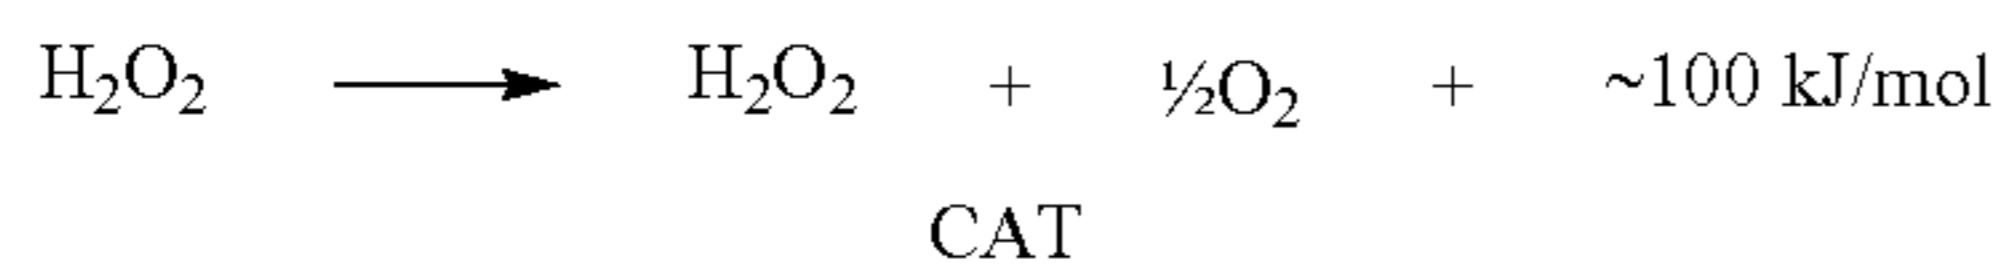 H₂O₂ ⟶ H₂O₂ + ½O₂ + ~100 kJ/mol
CAT